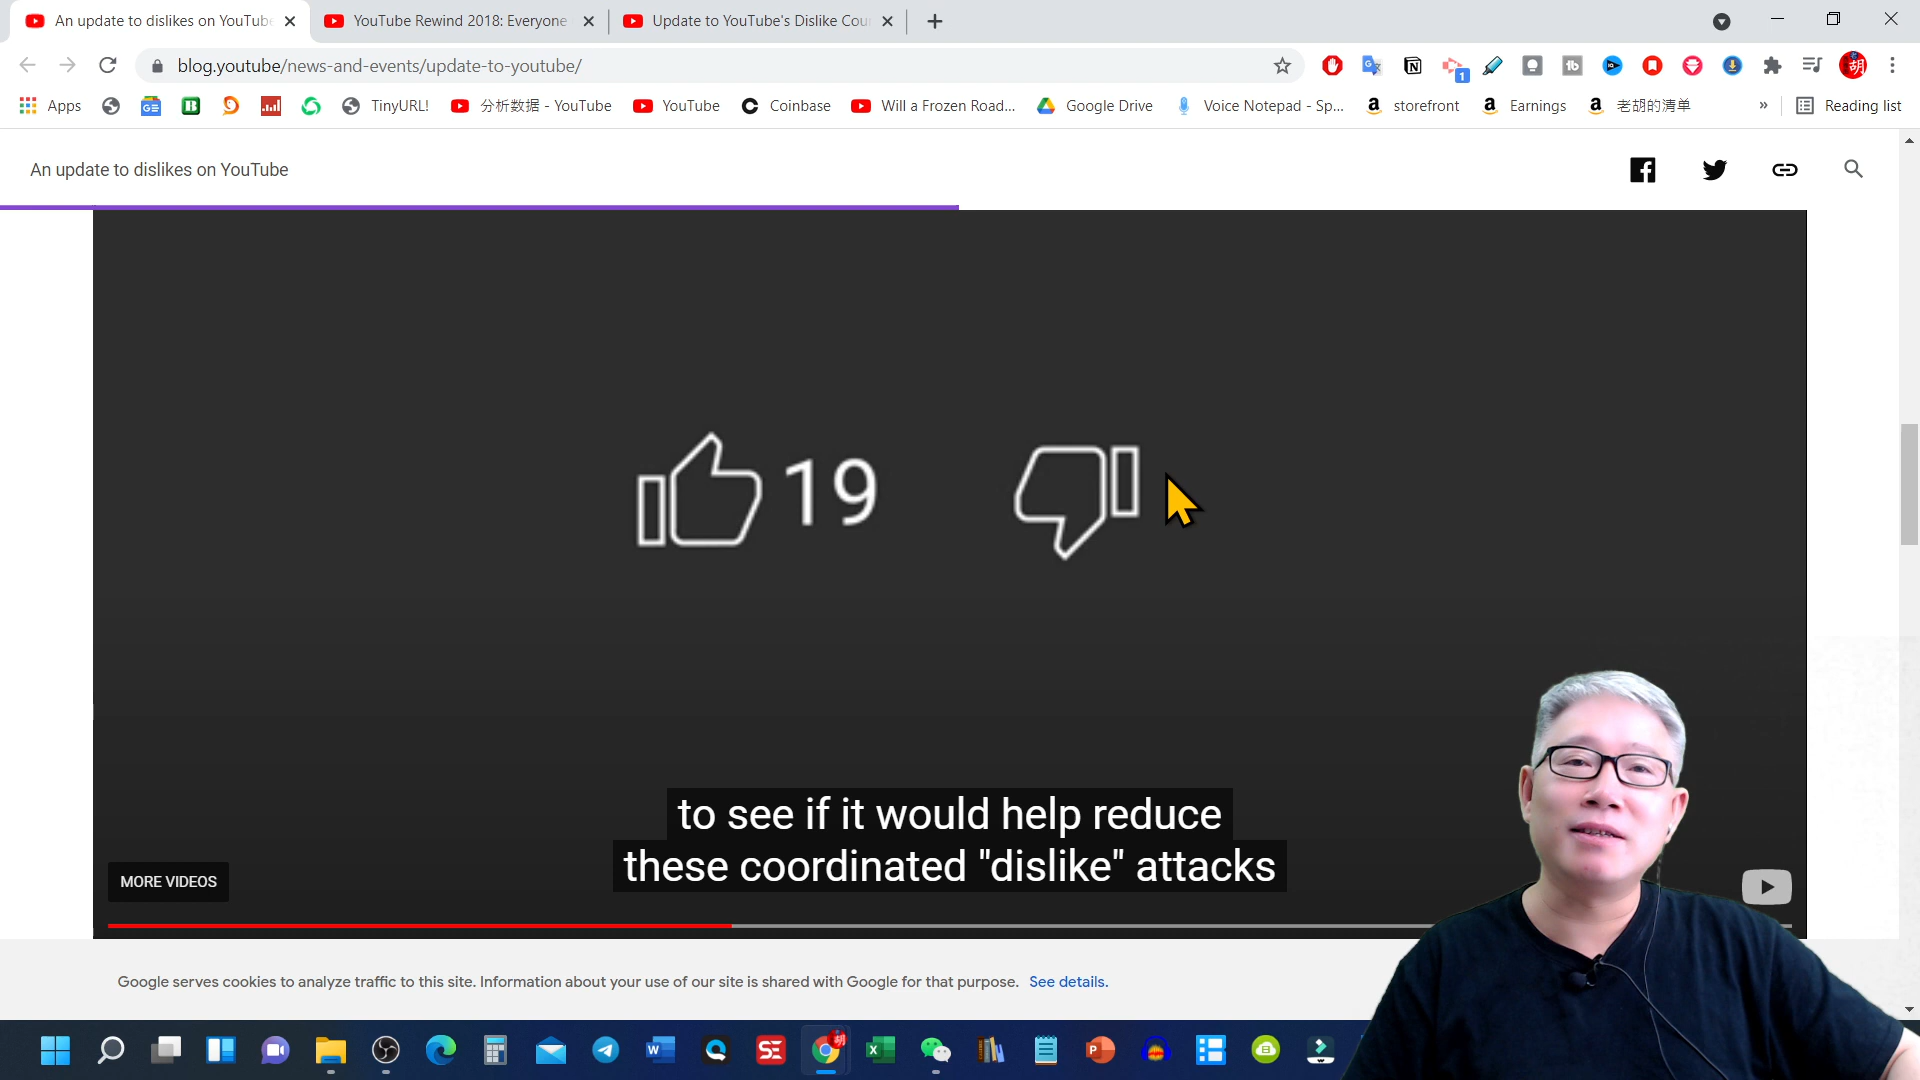 An update to dislikes on YouTube
YouTube Rewind 2018: Everyone
Update to YouTube's Dislike Cou
blog.youtube/news-and-events/update-to-youtube/
1
胡
Apps
TinyURL!
分析数据 - YouTube
YouTube
Coinbase
Will a Frozen Road...
Google Drive
Voice Notepad - Sp...
storefront
Earnings
老胡的清单
»
Reading list
An update to dislikes on YouTube
19
to see if it would help reduce
these coordinated "dislike" attacks
MORE VIDEOS
Google serves cookies to analyze traffic to this site. Information about your use of our site is shared with Google for that purpose. See details.